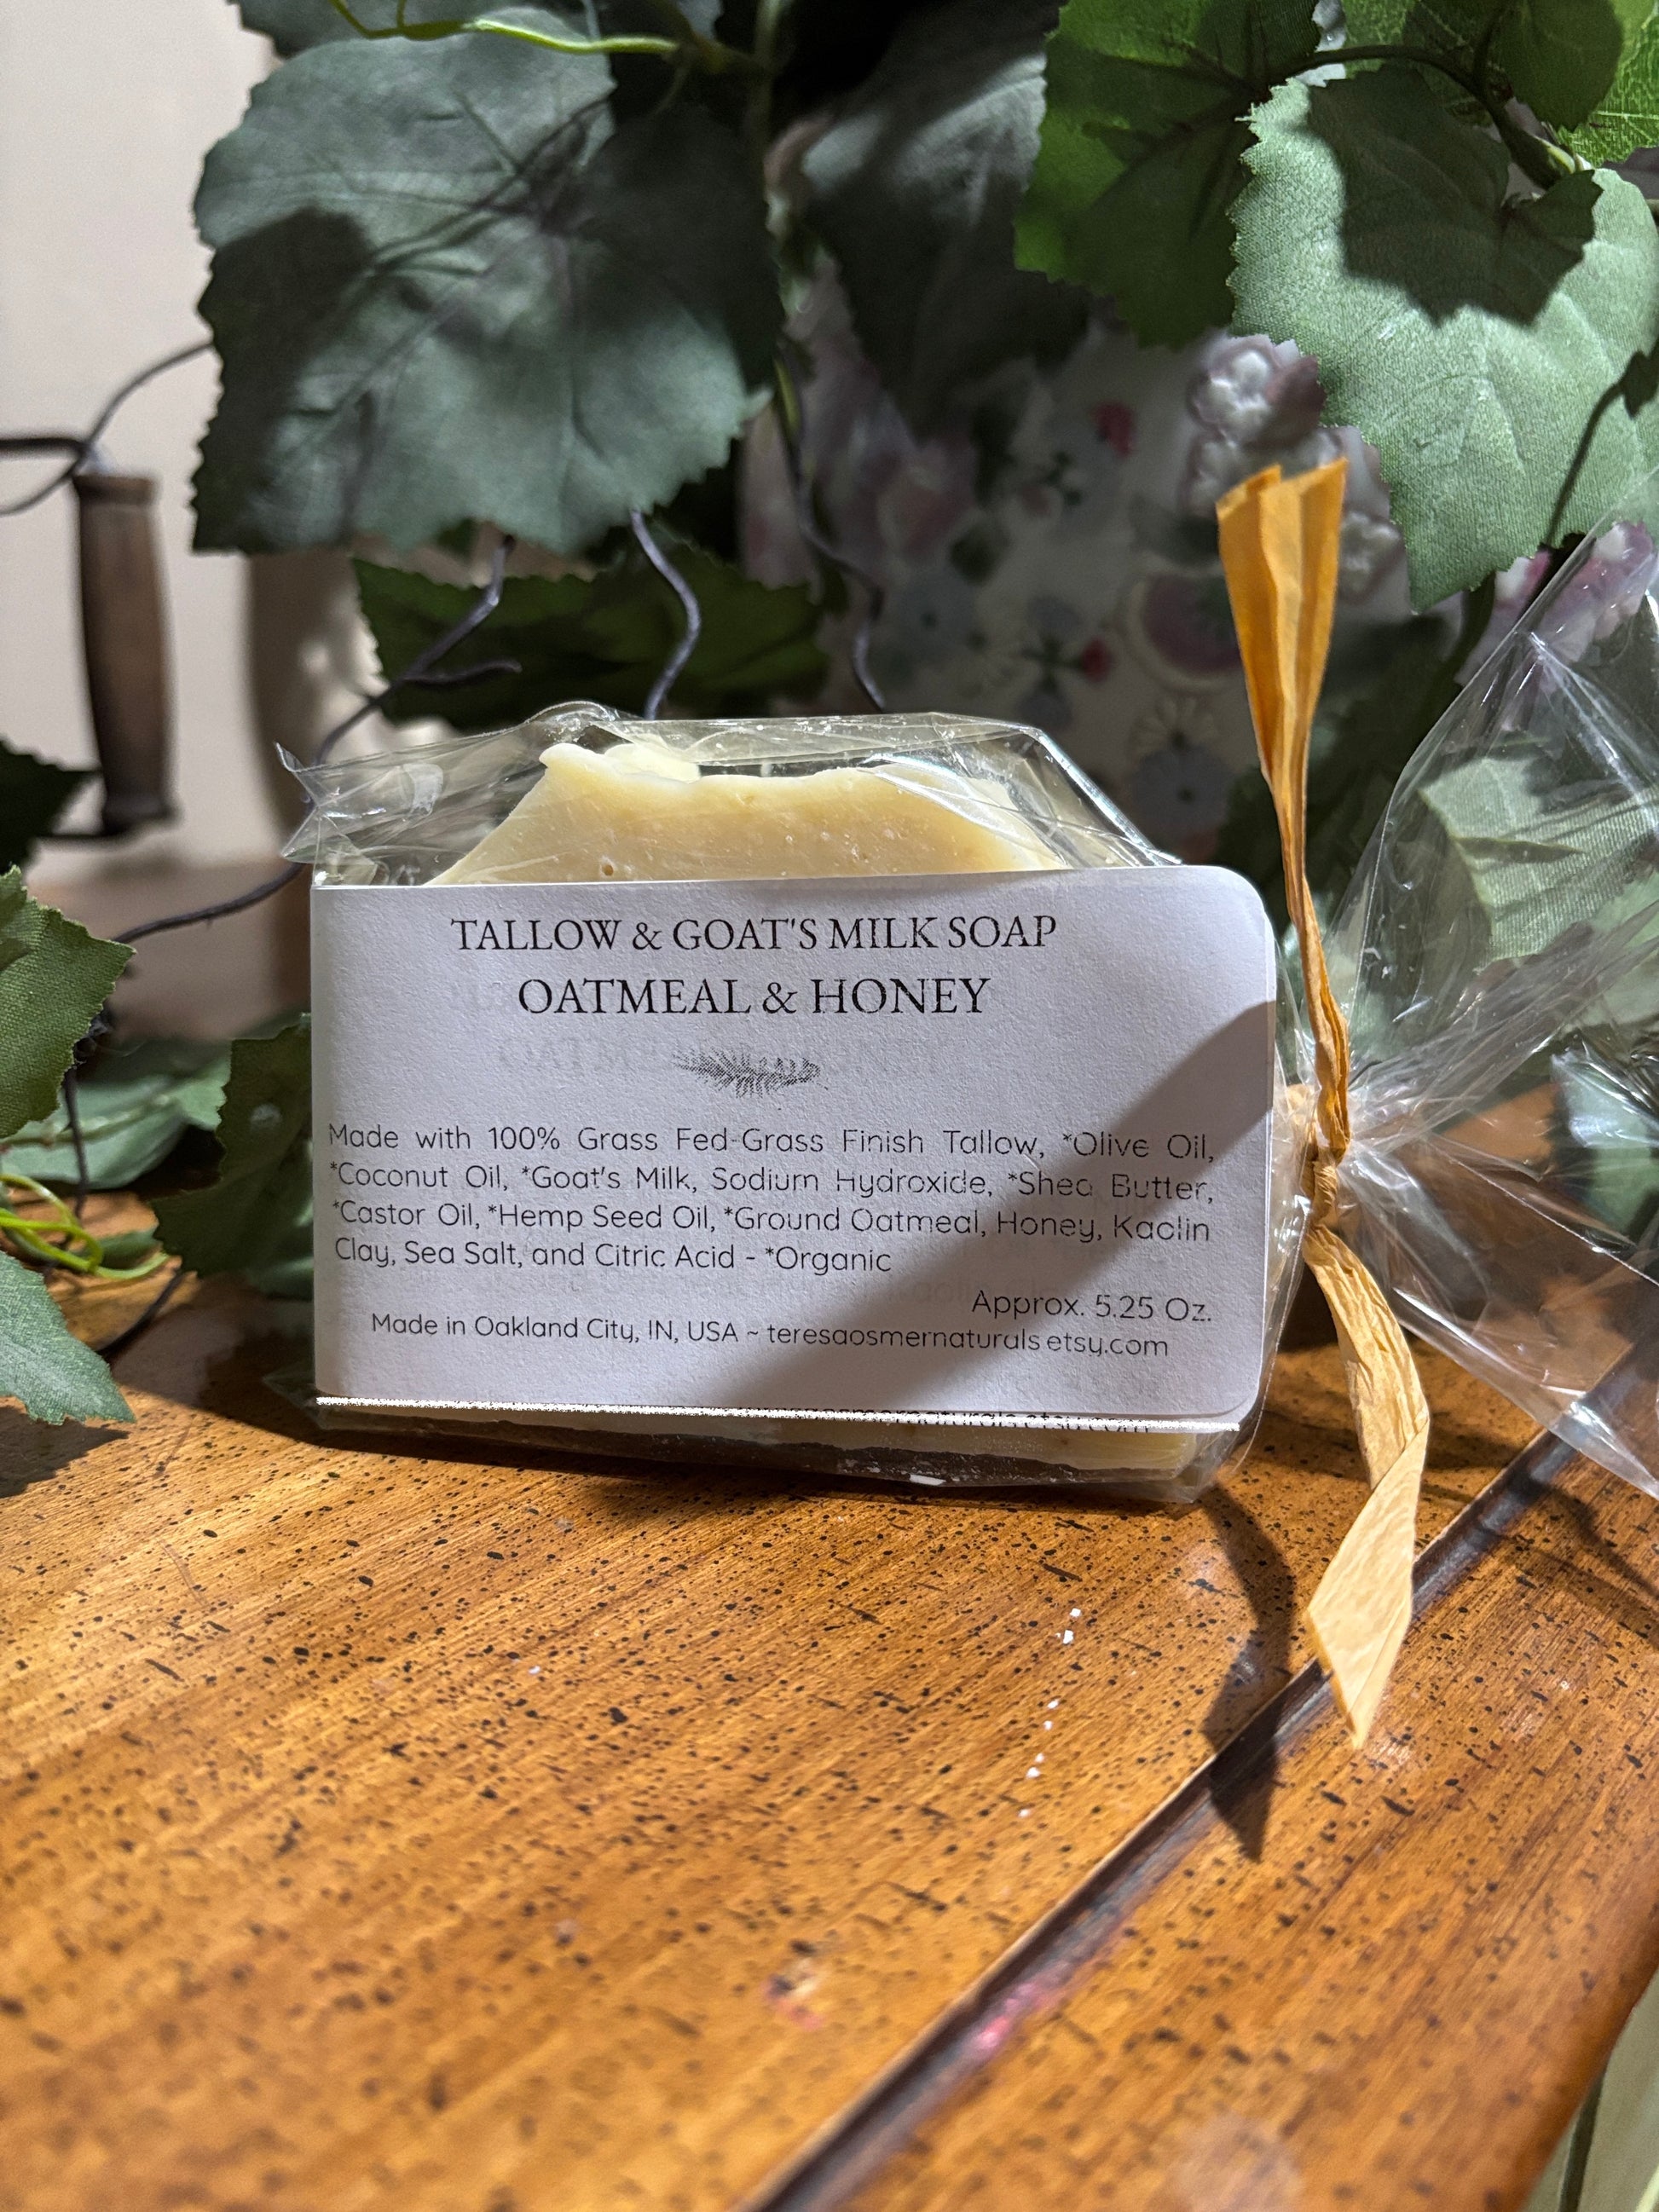 TALLOW & GOAT'S MILK SOAP
OATMEAL & HONEY
Made with 100% Grass Fed-Grass Finish Tallow, *Olive Oil,
*Coconut Oil, *Goat's Milk, Sodium Hydroxide, *Shea Butter,
*Castor Oil, *Hemp Seed Oil, *Ground Oatmeal, Honey, Kaolin
Clay, Sea Salt, and Citric Acid - *Organic
Approx. 5.25 Oz.
Made in Oakland City, IN, USA ~ teresaosmernaturals.etsy.com